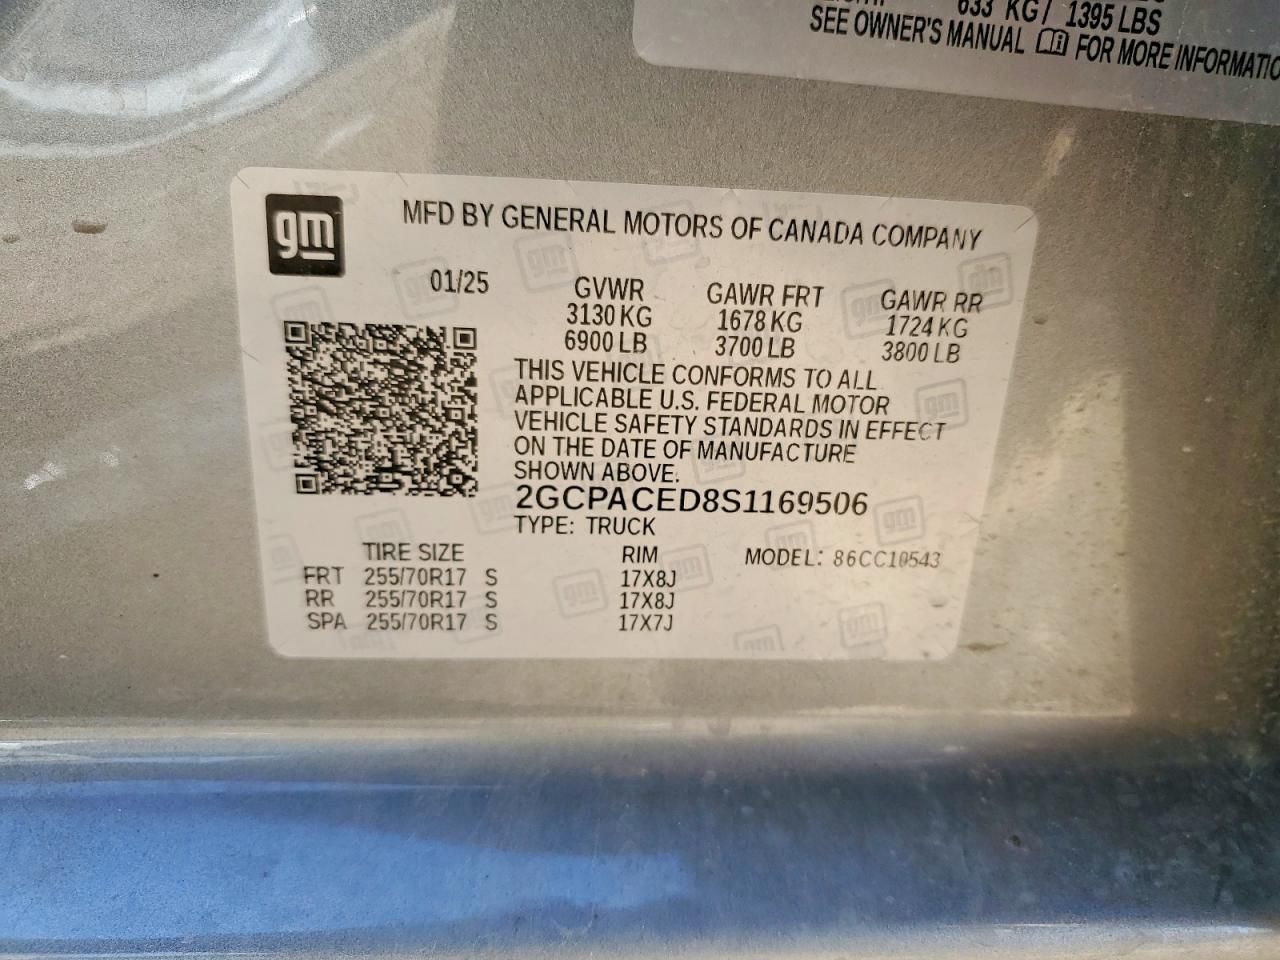 633 KG / 1395 LBS
SEE OWNER'S MANUAL FOR MORE INFORMATIO
gm
MFD BY GENERAL MOTORS OF CANADA COMPANY
01/25 GVWR GAWR FRT GAWR RR
3130 KG 1678 KG 1724 KG
6900 LB 3700 LB 3800 LB
THIS VEHICLE CONFORMS TO ALL
APPLICABLE U.S. FEDERAL MOTOR
VEHICLE SAFETY STANDARDS IN EFFECT
ON THE DATE OF MANUFACTURE
SHOWN ABOVE.
2GCPACED8S1169506
TYPE: TRUCK
TIRE SIZE RIM MODEL: 86CC10543
FRT 255/70R17 S 17X8J
RR 255/70R17 S 17X8J
SPA 255/70R17 S 17X7J